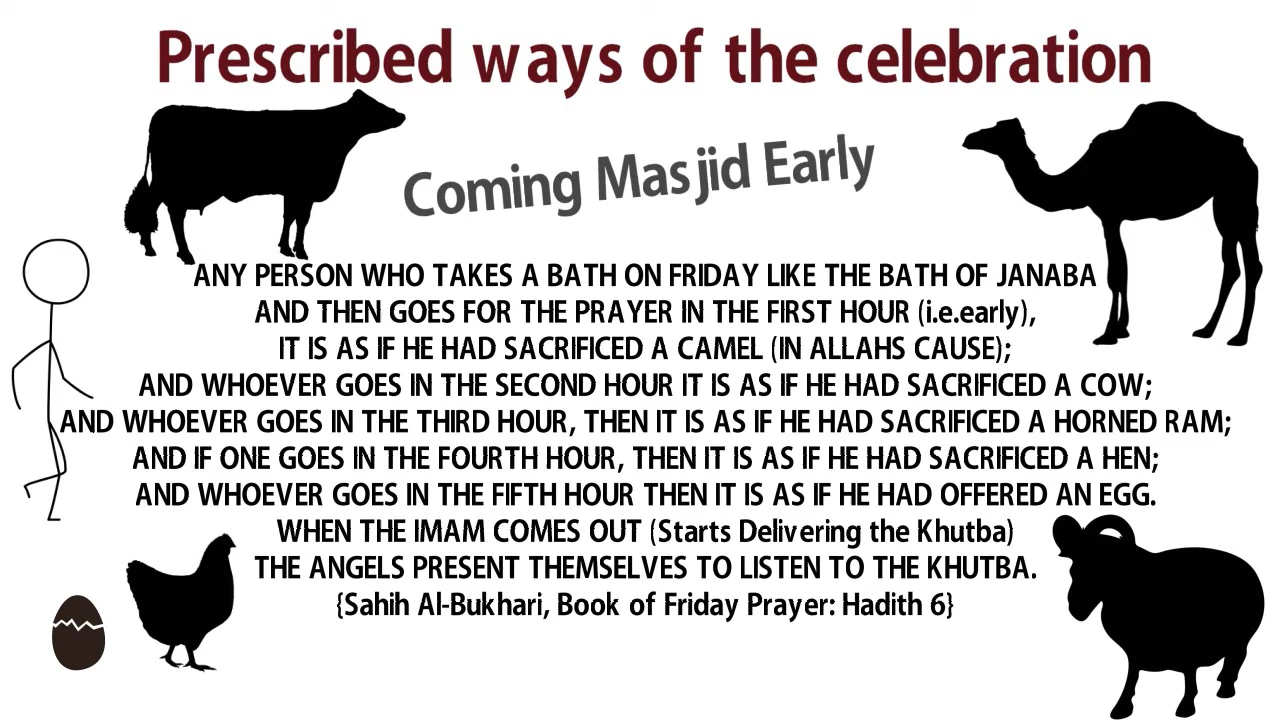 Prescribed ways of the celebration
Coming Masjid Early
ANY PERSON WHO TAKES A BATH ON FRIDAY LIKE THE BATH OF JANABA
AND THEN GOES FOR THE PRAYER IN THE FIRST HOUR (i.e.early),
IT IS AS IF HE HAD SACRIFICED A CAMEL (IN ALLAHS CAUSE);
AND WHOEVER GOES IN THE SECOND HOUR IT IS AS IF HE HAD SACRIFICED A COW;
AND WHOEVER GOES IN THE THIRD HOUR, THEN IT IS AS IF HE HAD SACRIFICED A HORNED RAM;
AND IF ONE GOES IN THE FOURTH HOUR, THEN IT IS AS IF HE HAD SACRIFICED A HEN;
AND WHOEVER GOES IN THE FIFTH HOUR THEN IT IS AS IF HE HAD OFFERED AN EGG.
WHEN THE IMAM COMES OUT (Starts Delivering the Khutba)
THE ANGELS PRESENT THEMSELVES TO LISTEN TO THE KHUTBA.
{Sahih Al-Bukhari, Book of Friday Prayer: Hadith 6}